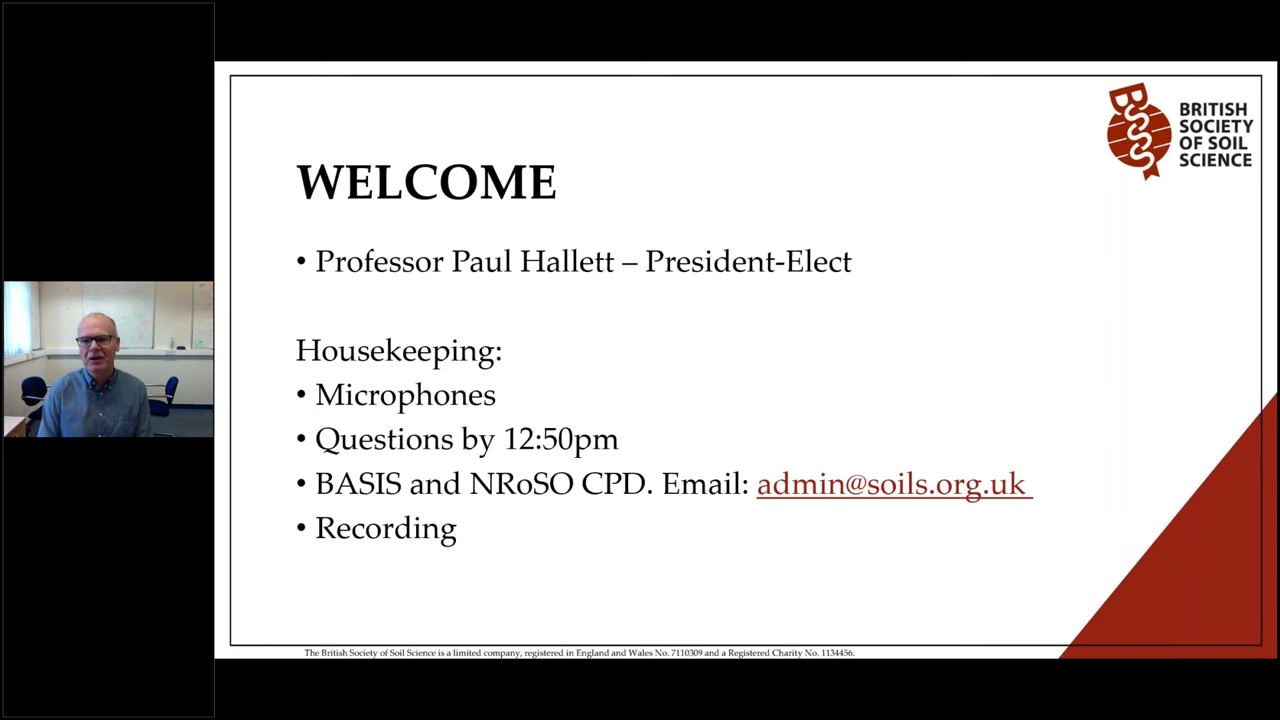 BSSS
BRITISH
SOCIETY
OF SOIL
SCIENCE
WELCOME
• Professor Paul Hallett – President-Elect
Housekeeping:
• Microphones
• Questions by 12:50pm
• BASIS and NRoSO CPD. Email: admin@soils.org.uk
• Recording
The British Society of Soil Science is a limited company, registered in England and Wales No. 7110309 and a Registered Charity No. 1134456.